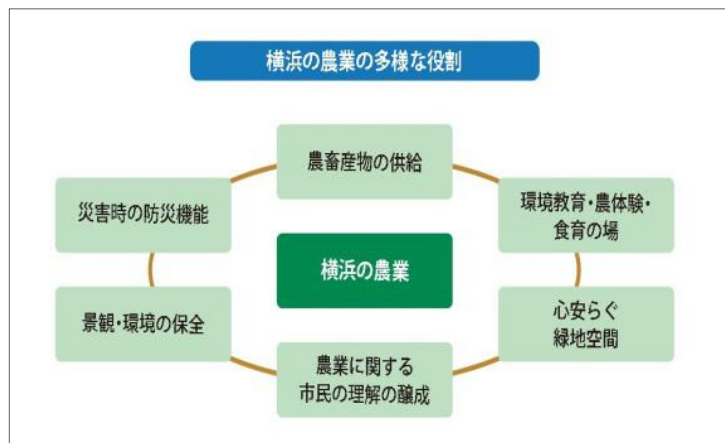 横浜の農業の多様な役割
農畜産物の供給
災害時の防災機能
環境教育・農体験・
食育の場
横浜の農業
景観・環境の保全
心安らぐ
緑地空間
農業に関する
市民の理解の醸成